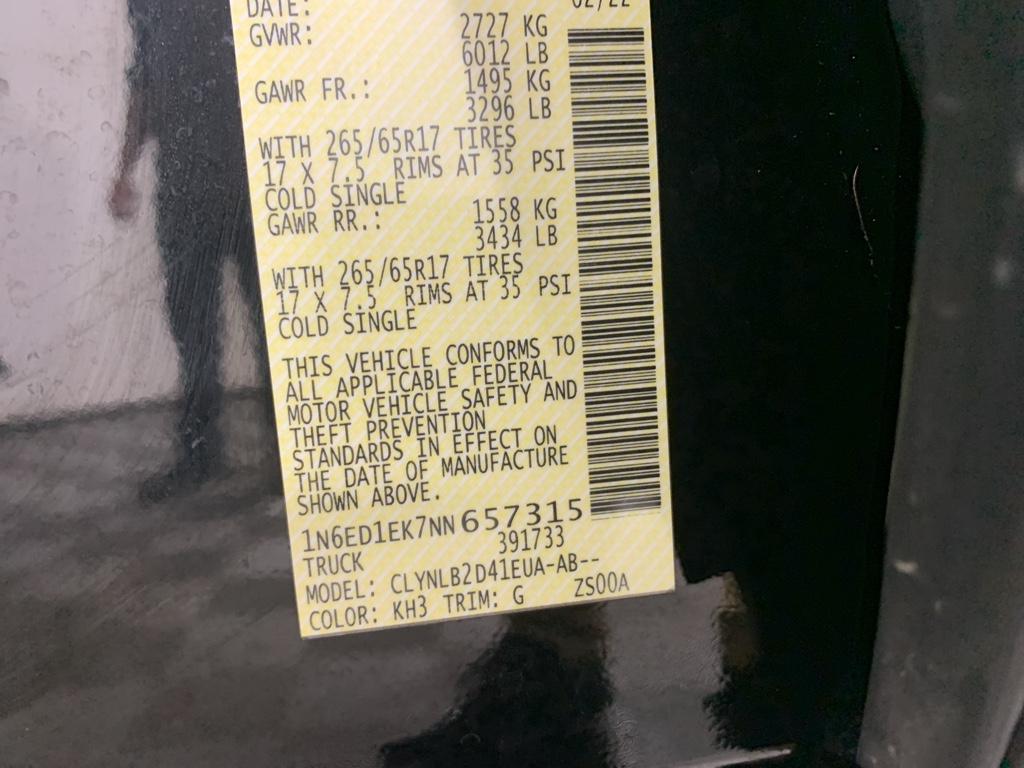 DATE: 02/22
GVWR: 2727 KG
6012 LB
GAWR FR.: 1495 KG
3296 LB
WITH 265/65R17 TIRES
17 X 7.5 RIMS AT 35 PSI
COLD SINGLE
GAWR RR.: 1558 KG
3434 LB
WITH 265/65R17 TIRES
17 X 7.5 RIMS AT 35 PSI
COLD SINGLE
THIS VEHICLE CONFORMS TO
ALL APPLICABLE FEDERAL
MOTOR VEHICLE SAFETY AND
THEFT PREVENTION
STANDARDS IN EFFECT ON
THE DATE OF MANUFACTURE
SHOWN ABOVE.
1N6ED1EK7NN657315
TRUCK 391733
MODEL: CLYNLB2D41EUA-AB--
COLOR: KH3 TRIM: G ZS00A